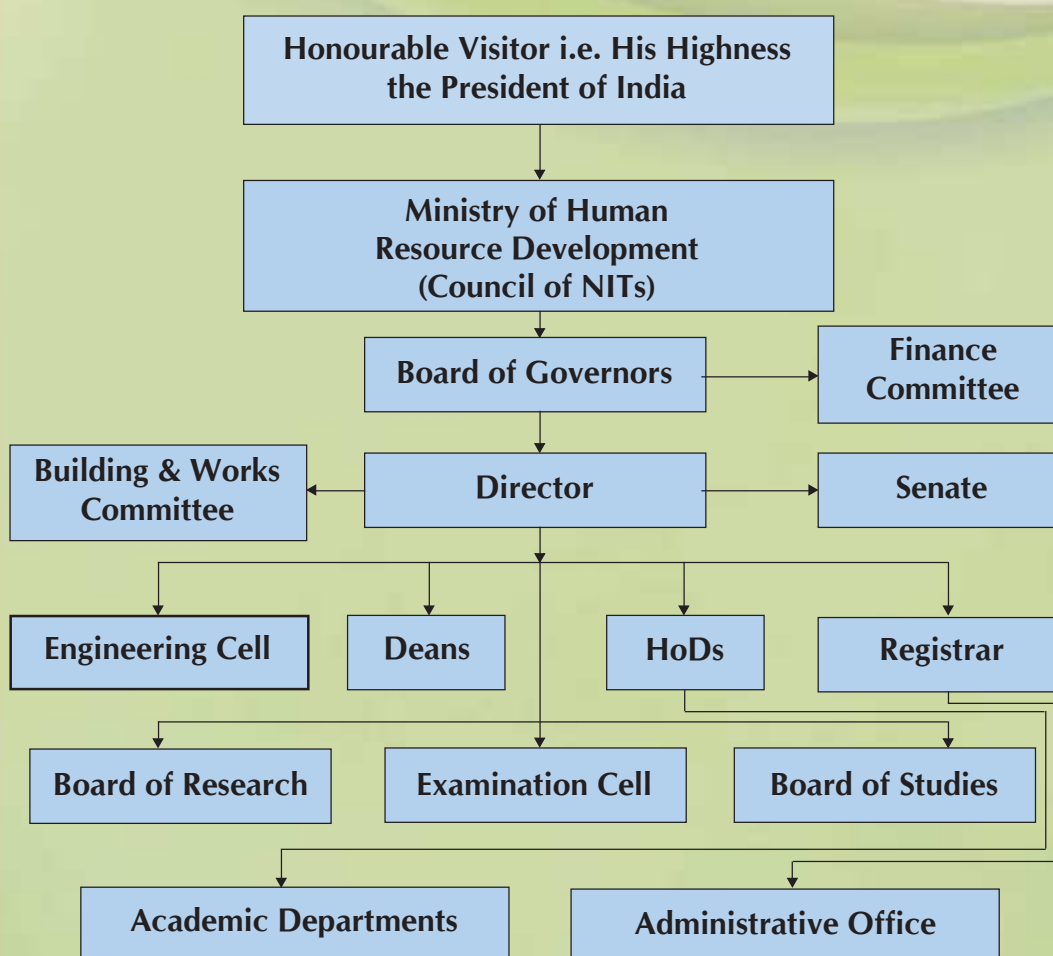 Honourable Visitor i.e. His Highness
the President of India
Ministry of Human
Resource Development
(Council of NITs)
Board of Governors
Finance
Committee
Building & Works
Committee
Director
Senate
Engineering Cell
Deans
HoDs
Registrar
Board of Research
Examination Cell
Board of Studies
Academic Departments
Administrative Office